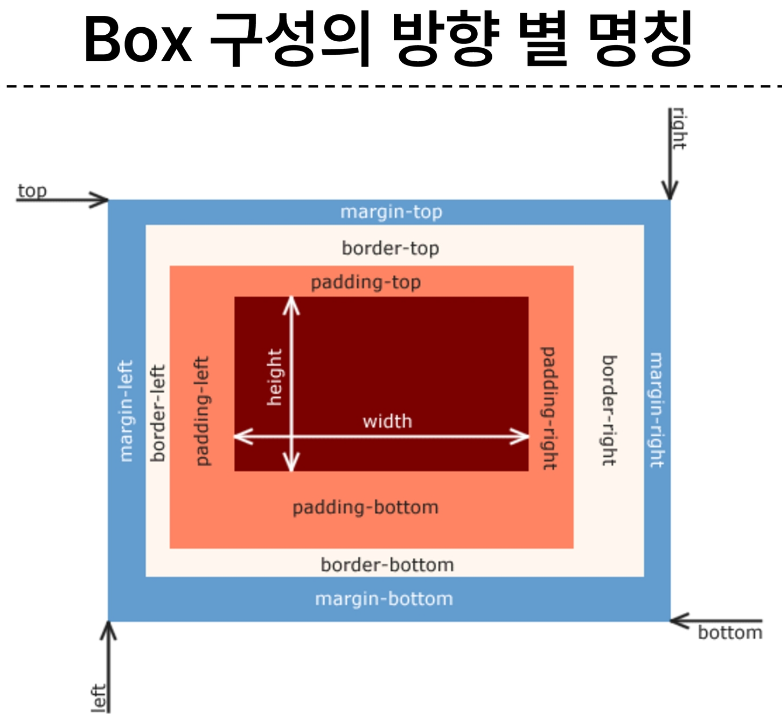 Box 구성의 방향 별 명칭
right
top
margin-top
border-top
padding-top
margin-left
border-left
padding-left
height
width
padding-right
border-right
margin-right
padding-bottom
border-bottom
margin-bottom
bottom
left